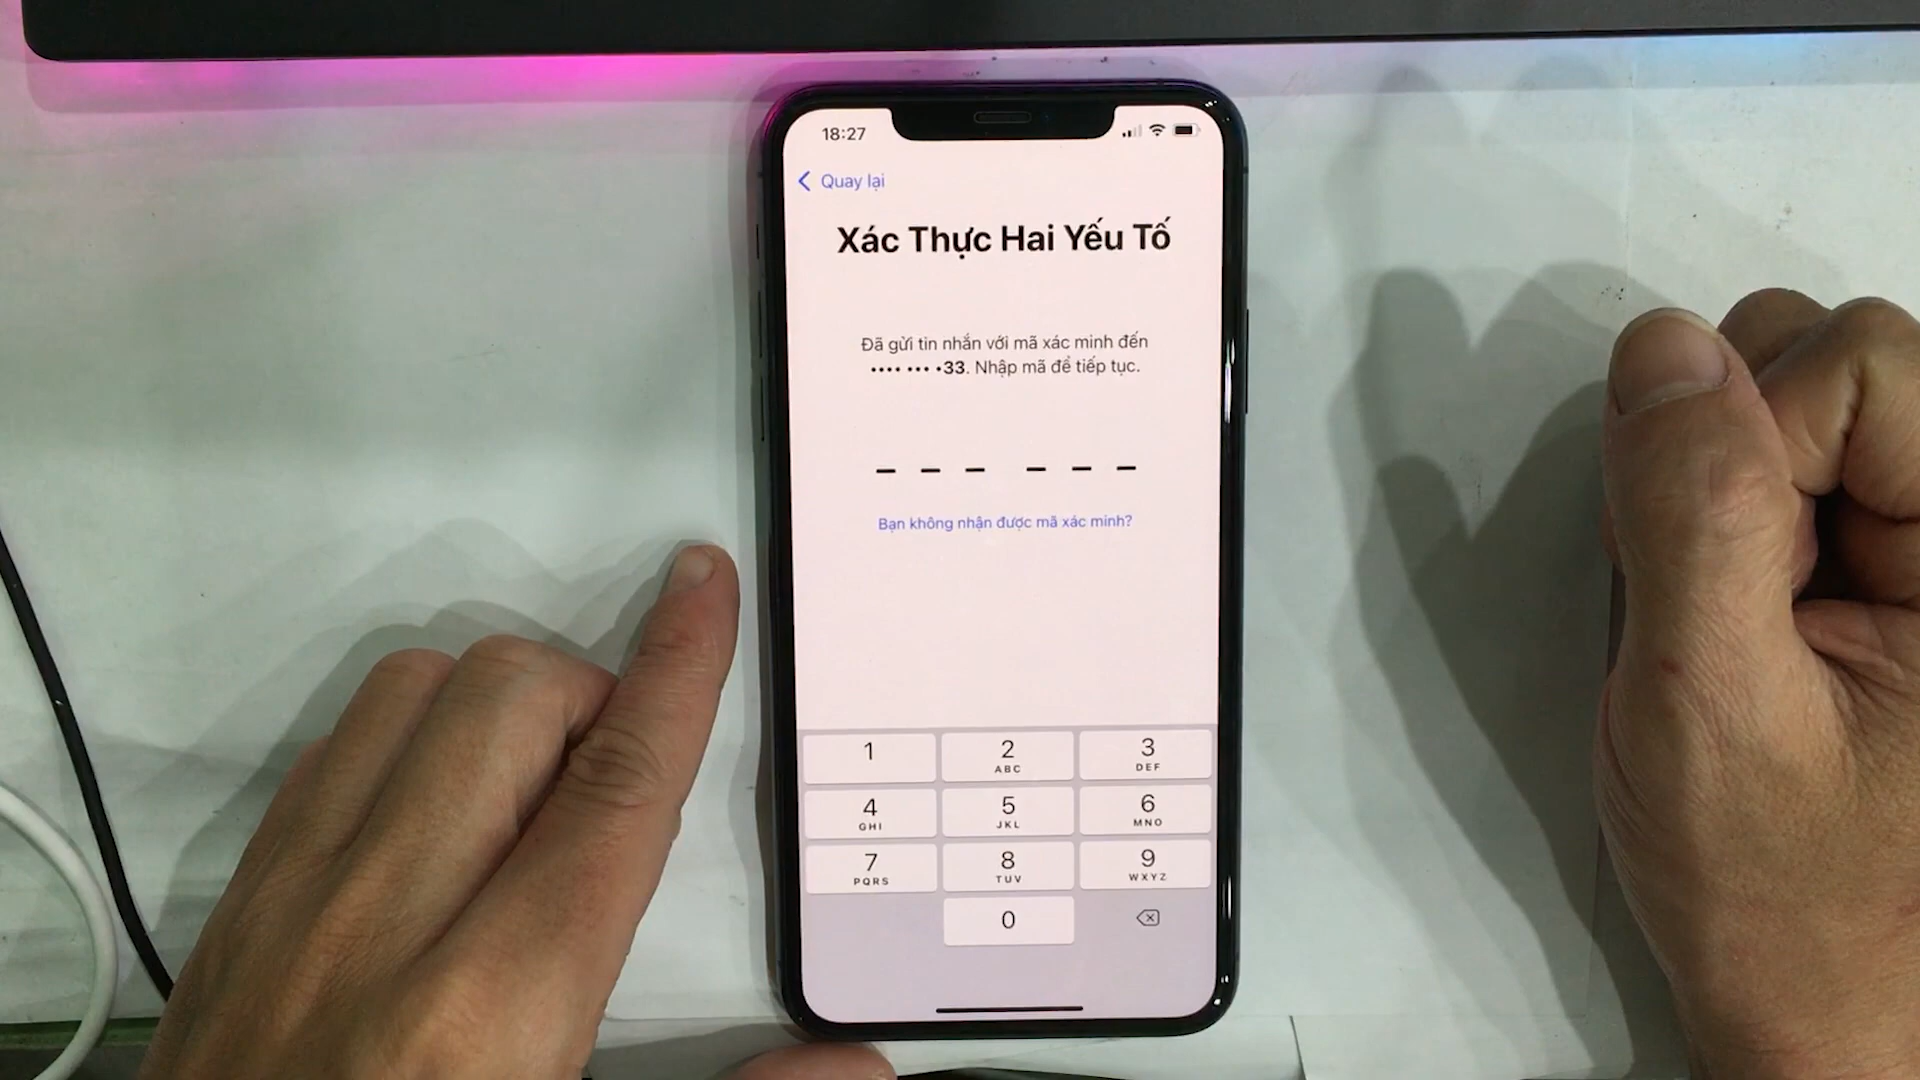 18:27
Quay lại
Xác Thực Hai Yếu Tố
Đã gửi tin nhắn với mã xác minh đến
•••• ••• •33. Nhập mã để tiếp tục.
Bạn không nhận được mã xác minh?
1
2
ABC
3
DEF
4
GHI
5
JKL
6
MNO
7
PQRS
8
TUV
9
WXYZ
0